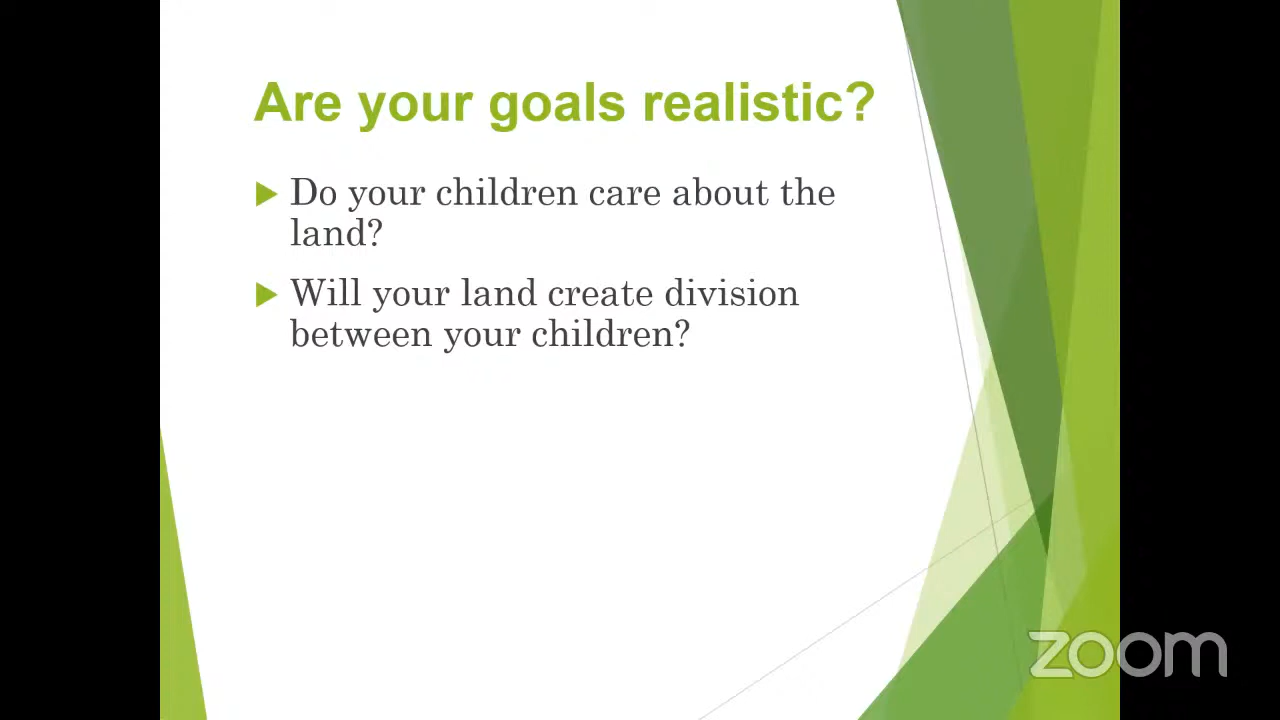 Are your goals realistic?
Do your children care about the
land?
Will your land create division
between your children?
zoom